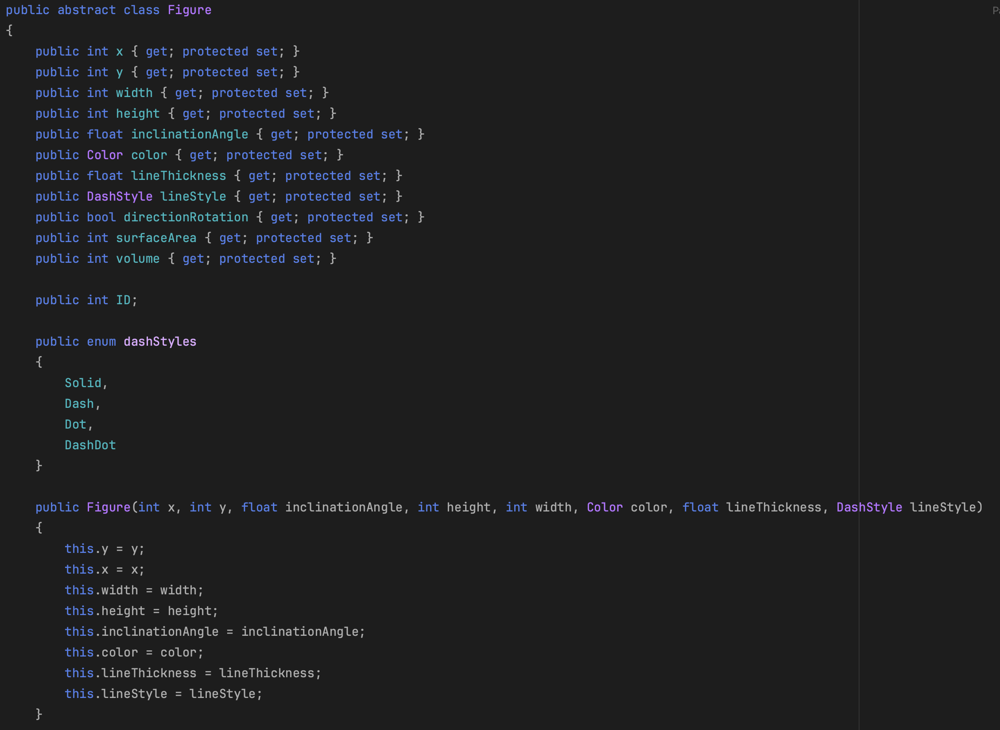 public abstract class Figure
{
    public int x { get; protected set; }
    public int y { get; protected set; }
    public int width { get; protected set; }
    public int height { get; protected set; }
    public float inclinationAngle { get; protected set; }
    public Color color { get; protected set; }
    public float lineThickness { get; protected set; }
    public DashStyle lineStyle { get; protected set; }
    public bool directionRotation { get; protected set; }
    public int surfaceArea { get; protected set; }
    public int volume { get; protected set; }

    public int ID;

    public enum dashStyles
    {
        Solid,
        Dash,
        Dot,
        DashDot
    }

    public Figure(int x, int y, float inclinationAngle, int height, int width, Color color, float lineThickness, DashStyle lineStyle)
    {
        this.y = y;
        this.x = x;
        this.width = width;
        this.height = height;
        this.inclinationAngle = inclinationAngle;
        this.color = color;
        this.lineThickness = lineThickness;
        this.lineStyle = lineStyle;
    }